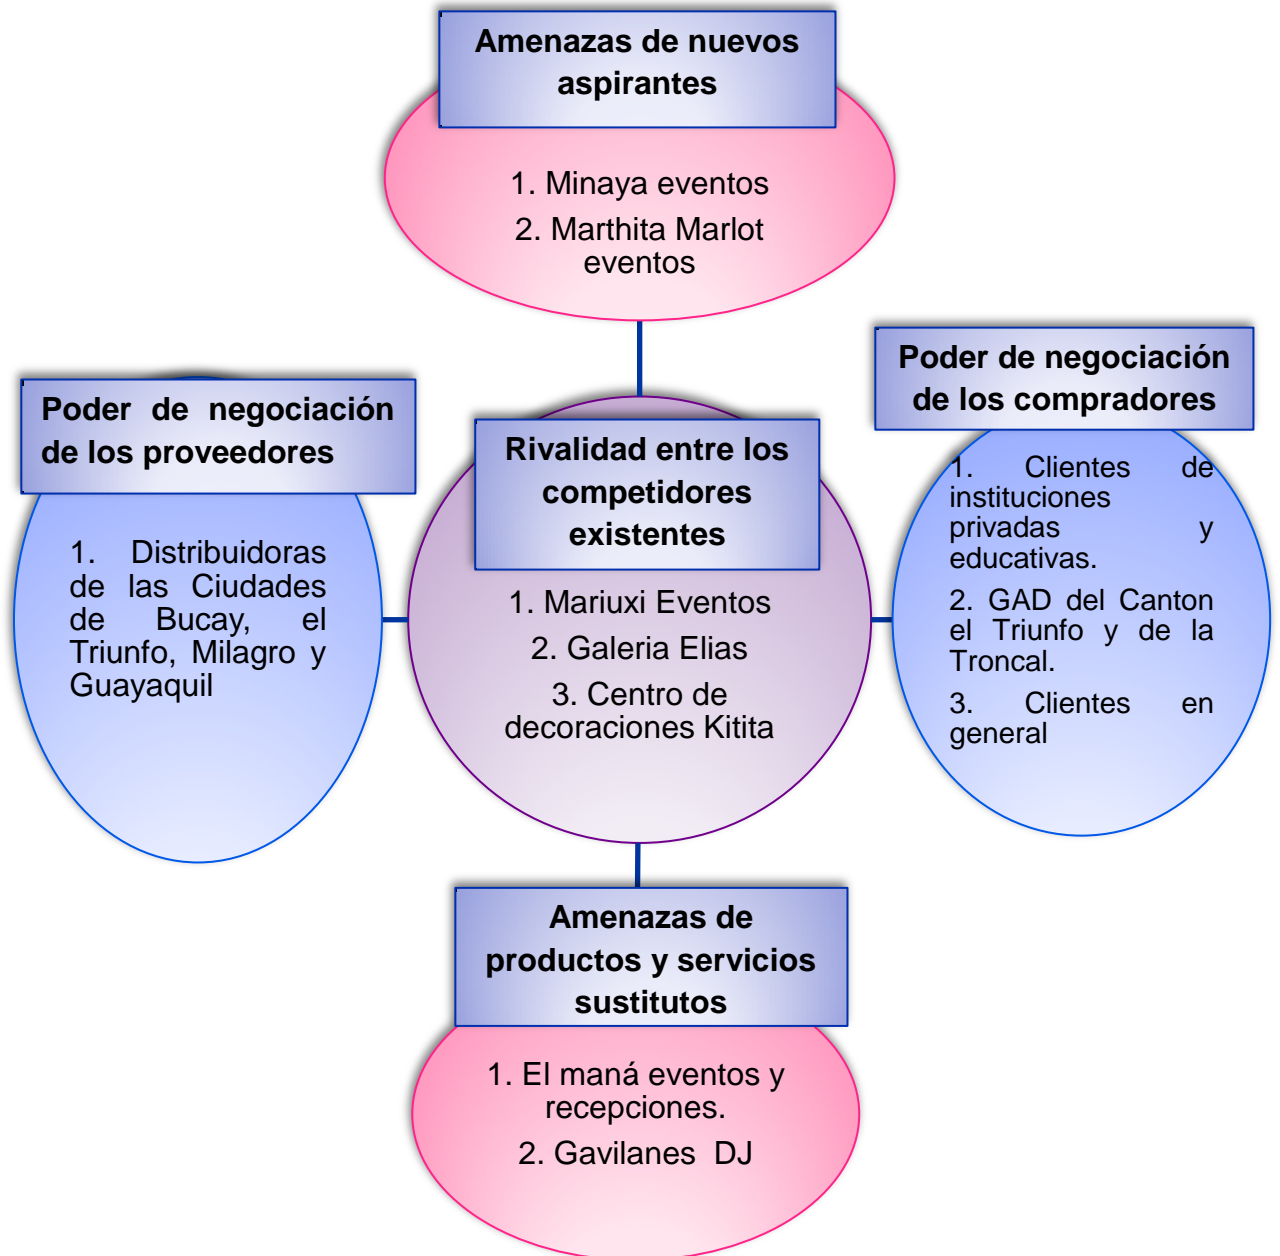 Amenazas de nuevos
aspirantes
1. Minaya eventos
2. Marthita Marlot
eventos
Poder de negociación
de los proveedores
1. Distribuidoras
de las Ciudades
de Bucay, el
Triunfo, Milagro y
Guayaquil
Rivalidad entre los
competidores
existentes
1. Mariuxi Eventos
2. Galeria Elias
3. Centro de
decoraciones Kitita
Poder de negociación
de los compradores
1. Clientes de
instituciones
privadas y
educativas.
2. GAD del Canton
el Triunfo y de la
Troncal.
3. Clientes en
general
Amenazas de
productos y servicios
sustitutos
1. El maná eventos y
recepciones.
2. Gavilanes DJ